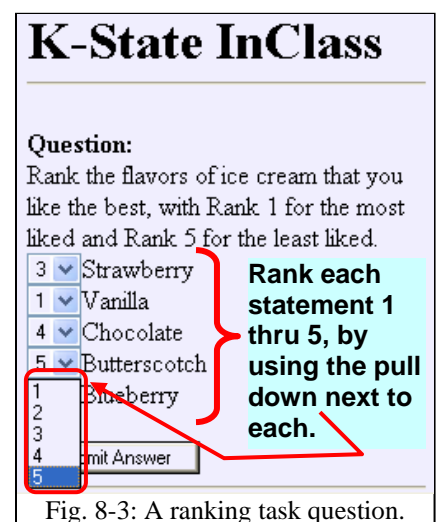 K-State InClass
Question:
Rank the flavors of ice cream that you
like the best, with Rank 1 for the most
liked and Rank 5 for the least liked.
3 Strawberry
1 Vanilla
4 Chocolate
5 Butterscotch
Blueberry
1
2
3
4
5
mit Answer
Rank each
statement 1
thru 5, by
using the pull
down next to
each.
Fig. 8-3: A ranking task question.